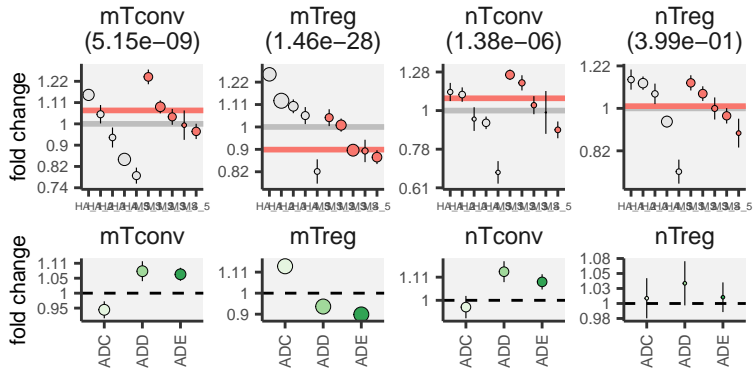 mTconv
(5.15e−09)
mTreg
(1.46e−28)
nTconv
(1.38e−06)
nTreg
(3.99e−01)
fold change
1.22
1.11
1
0.9
0.82
0.74
1.22
1.11
1
0.9
0.82
1.28
1
0.78
0.61
1.22
1
0.82
mTconv
mTreg
nTconv
nTreg
fold change
1.11
1.05
1
0.95
1.11
1
0.9
1.11
1
1.08
1.05
1.03
1
0.98
ADC
ADD
ADE
ADC
ADD
ADE
ADC
ADD
ADE
ADC
ADD
ADE